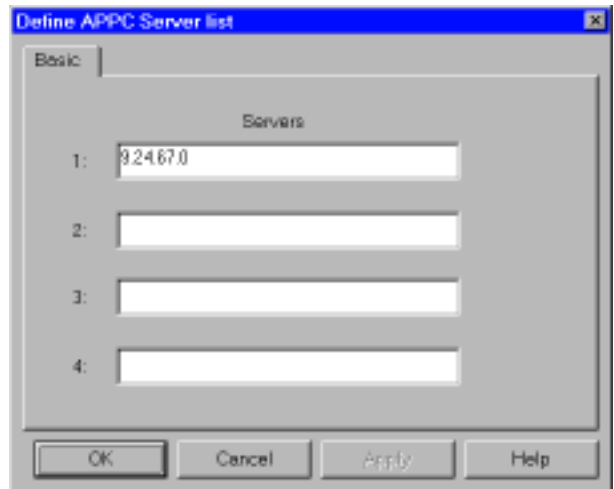 Define APPC Server list
Basic
Servers
1: 9.24.67.0
2:
3:
4:
OK Cancel Apply Help